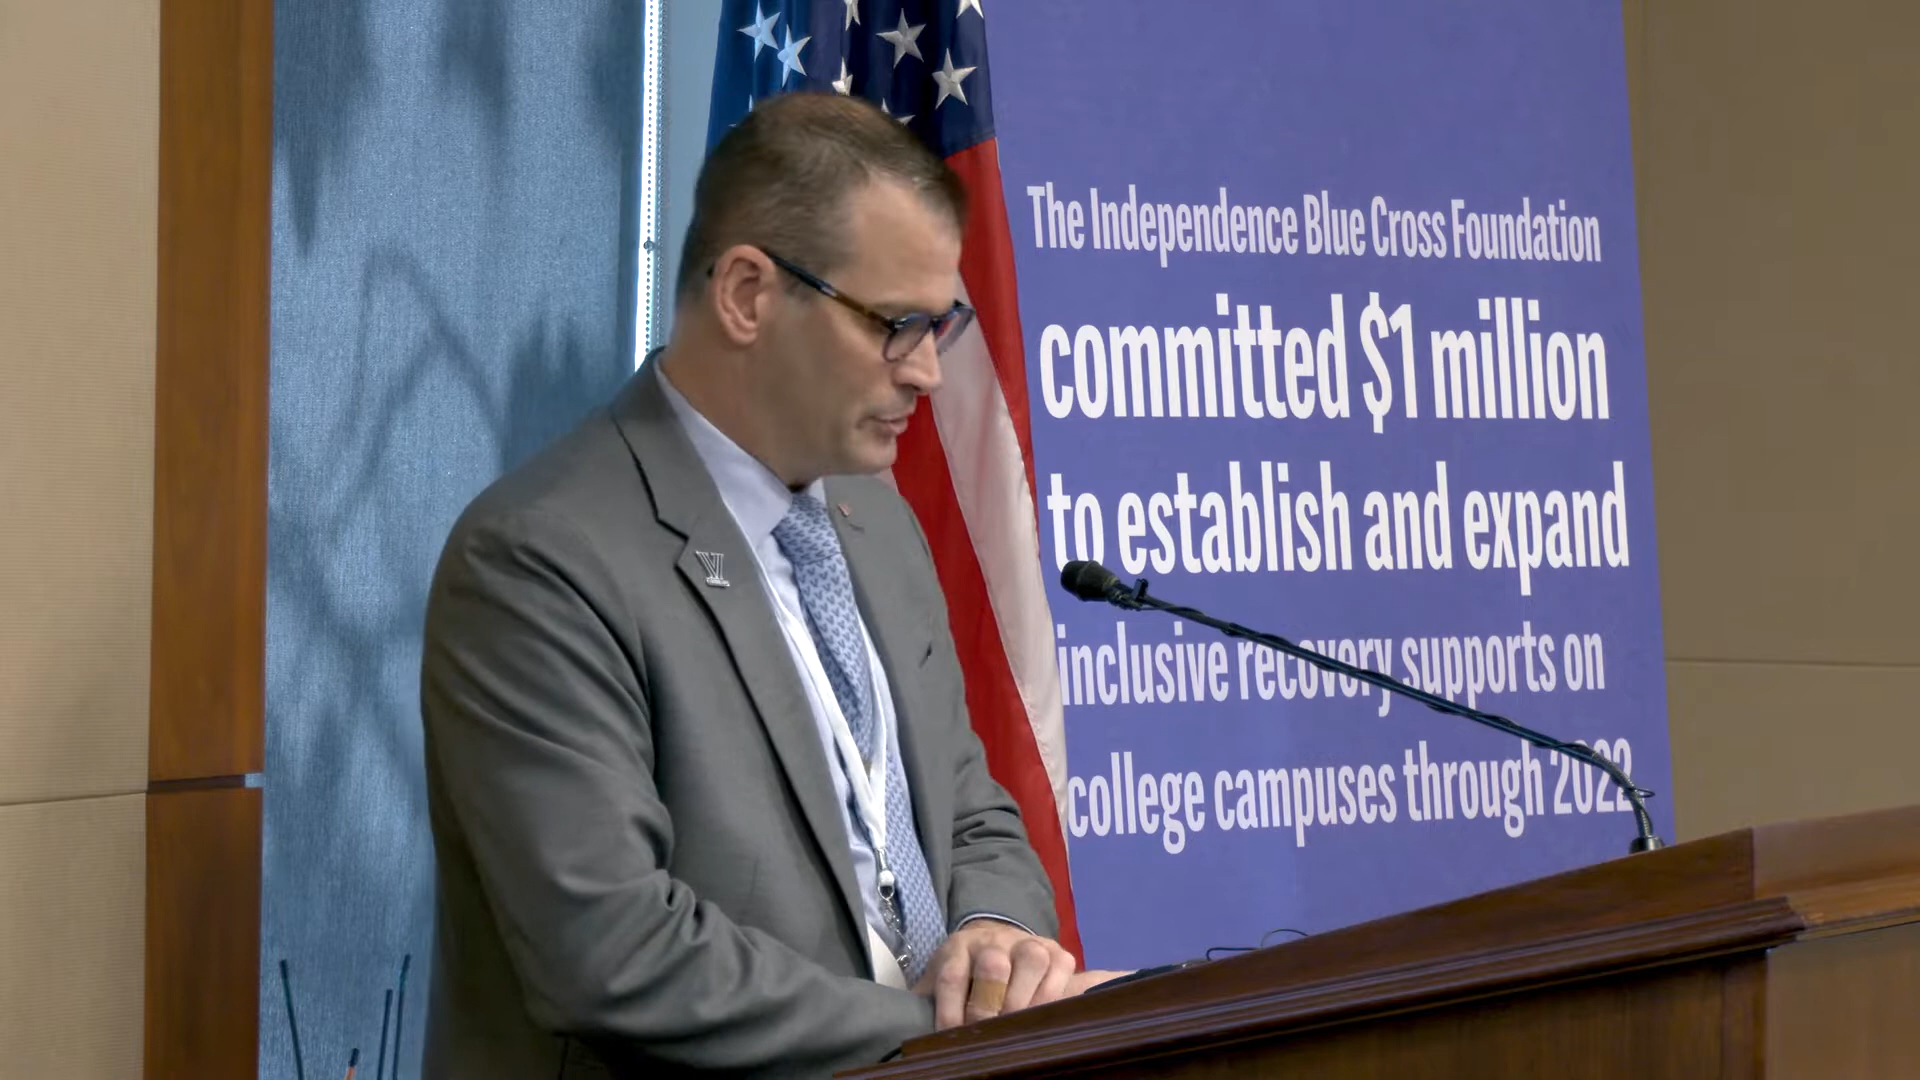 The Independence Blue Cross Foundation
committed $1 million
to establish and expand
inclusive recovery supports on
college campuses through 2022